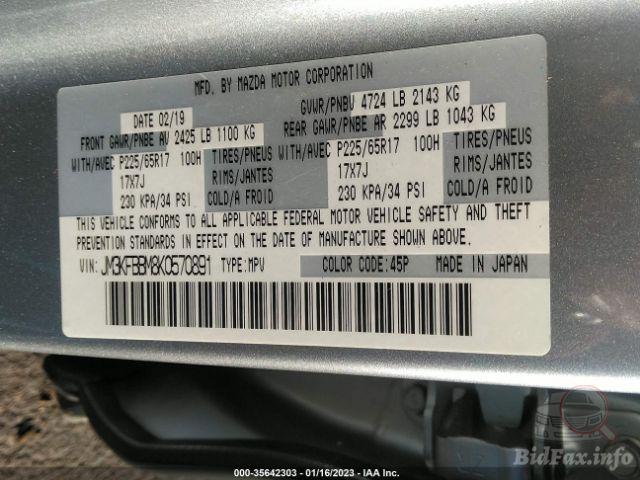 MFD. BY MAZDA MOTOR CORPORATION
DATE 02/19
GVWR/PNBV 4724 LB 2143 KG
FRONT GAWR/PNBE AV 2425 LB 1100 KG
REAR GAWR/PNBE AR 2299 LB 1043 KG
WITH/AVEC P225/65R17 100H TIRES/PNEUS WITH/AVEC P225/65R17 100H TIRES/PNEUS
17X7J RIMS/JANTES 17X7J RIMS/JANTES
230 KPA/34 PSI COLD/A FROID 230 KPA/34 PSI COLD/A FROID
THIS VEHICLE CONFORMS TO ALL APPLICABLE FEDERAL MOTOR VEHICLE SAFETY AND THEFT
PREVENTION STANDARDS IN EFFECT ON THE DATE OF MANUFACTURE SHOWN ABOVE.
VIN: JM3KFBBM8K0570891 TYPE:MPV COLOR CODE:45P MADE IN JAPAN
000-35642303 - 01/16/2023 - IAA Inc.
BidFax.info